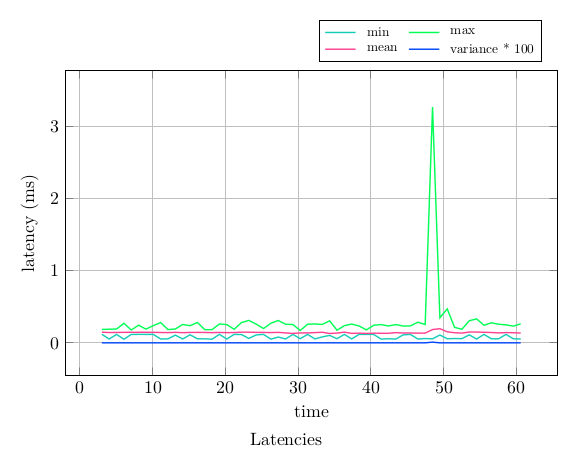 min max
mean variance * 100
3
2
1
0
latency (ms)
0 10 20 30 40 50 60
time
Latencies